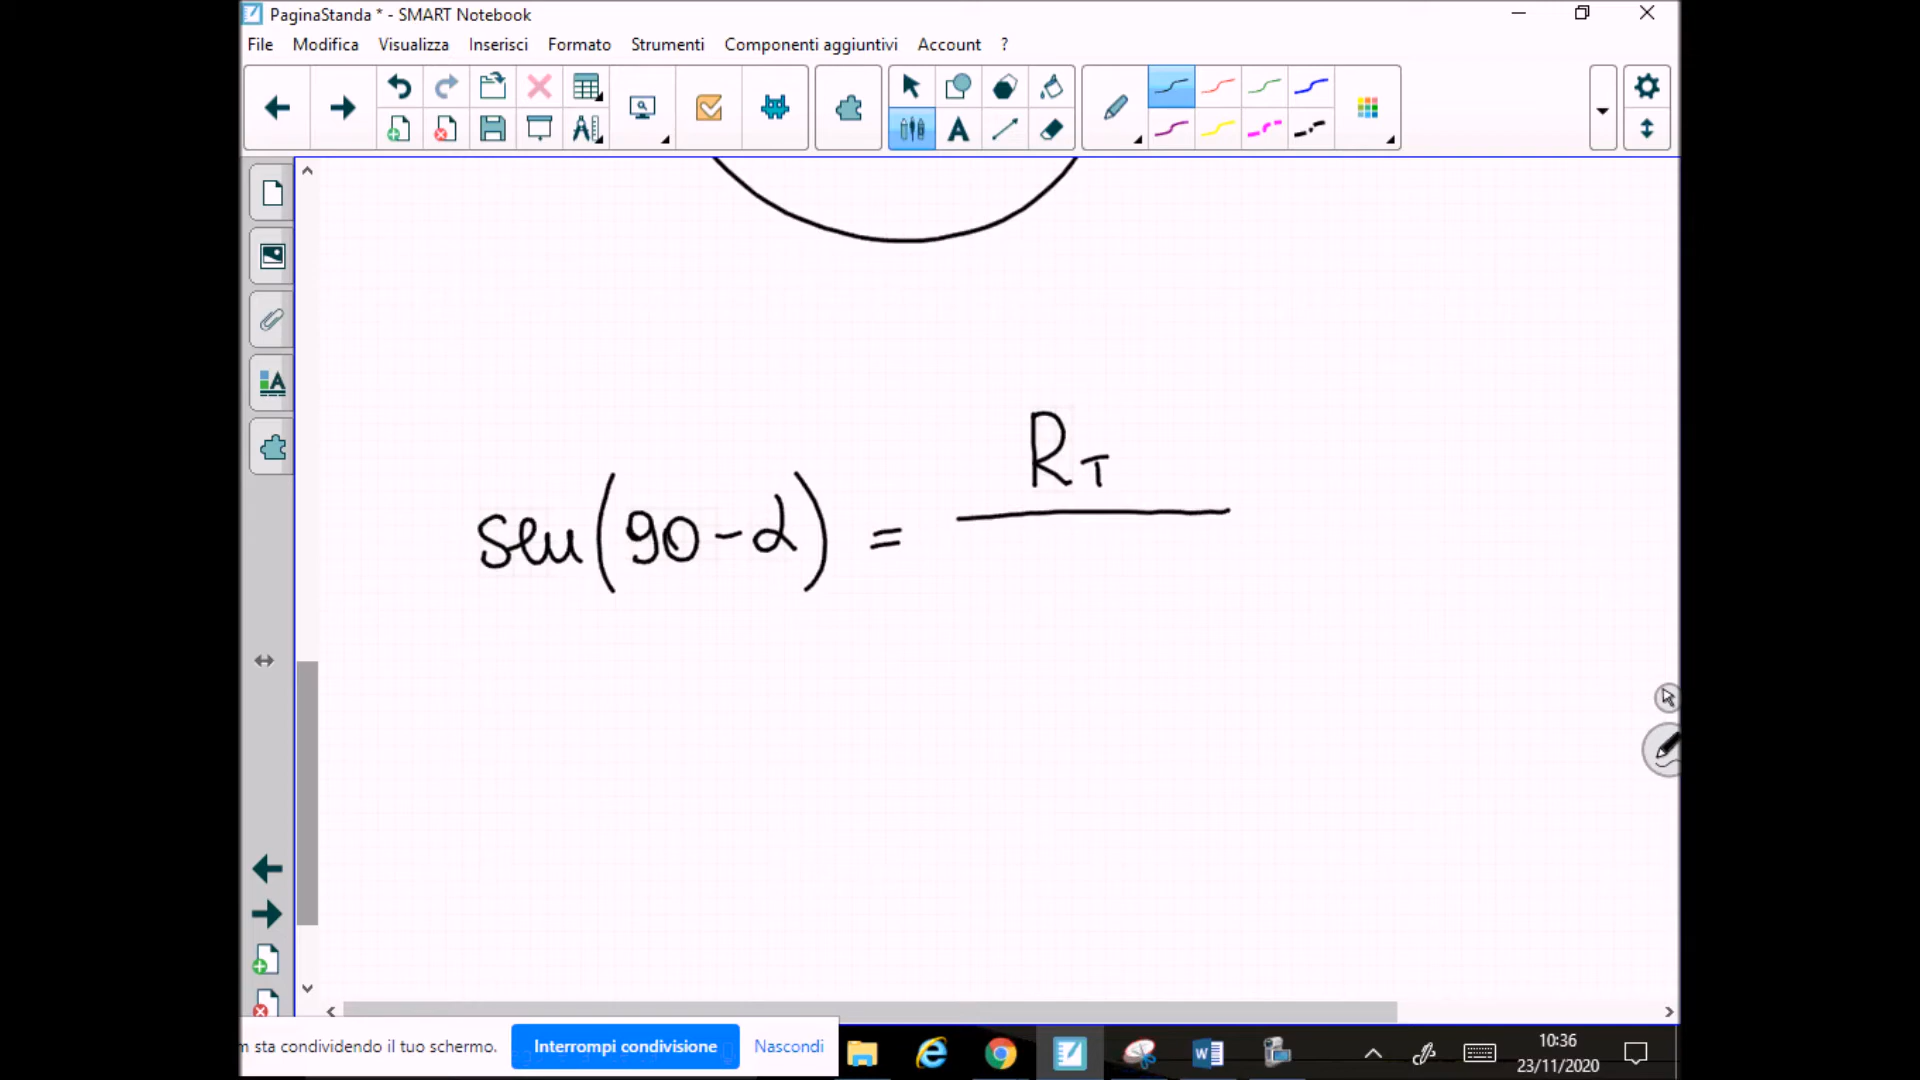 PaginaStanda * - SMART Notebook
File Modifica Visualizza Inserisci Formato Strumenti Componenti aggiuntivi Account ?
R_T
sen(90-α) =
m sta condividendo il tuo schermo. Interrompi condivisione Nascondi
10:36
23/11/2020